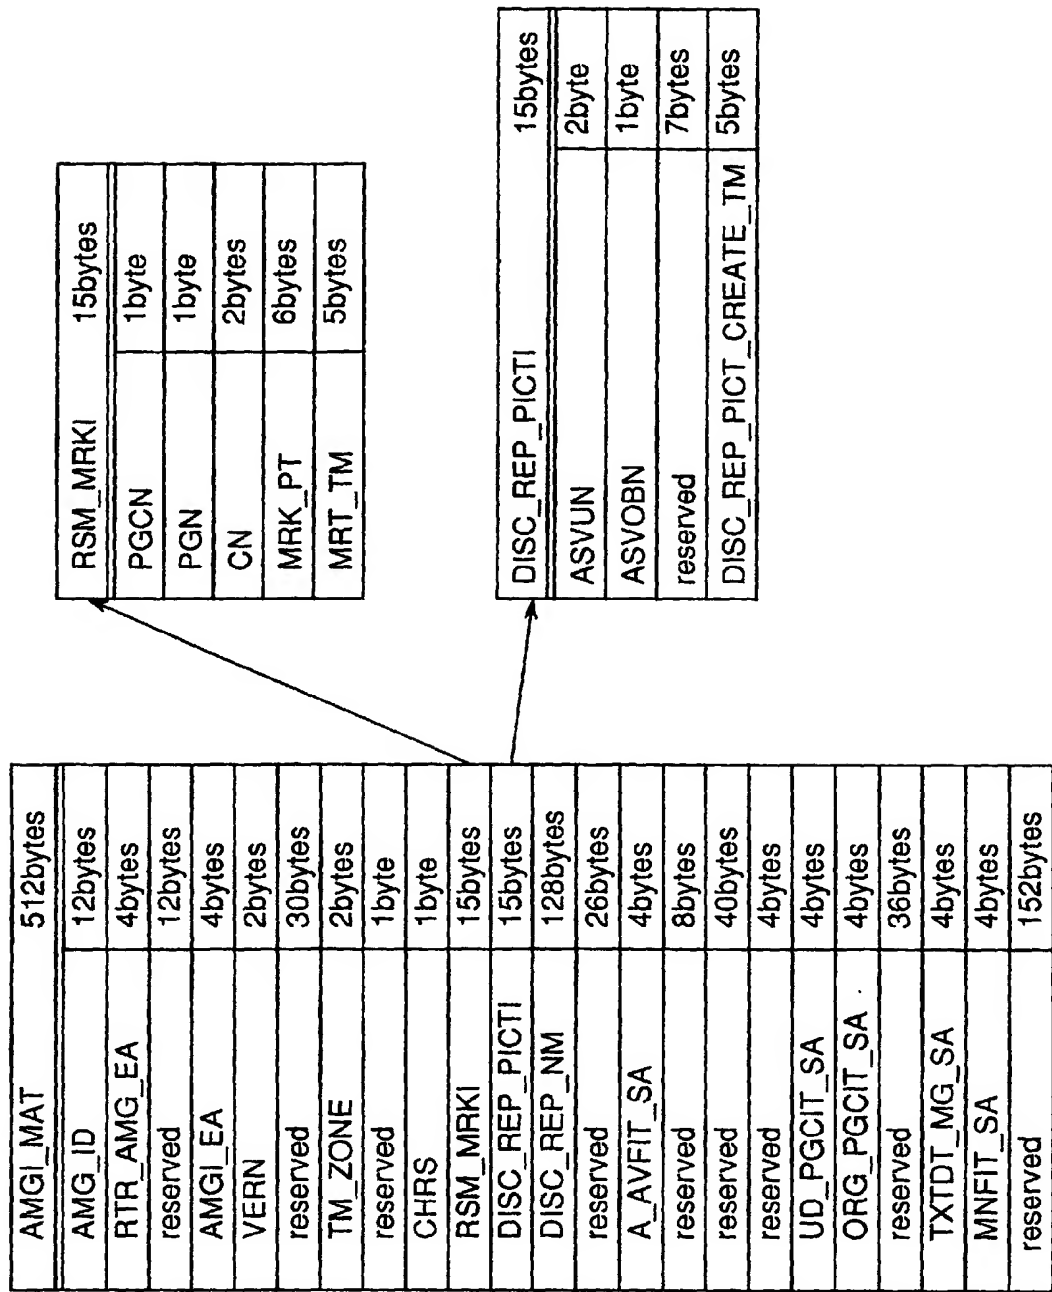 AMGI_MAT 512bytes
AMG_ID 12bytes
RTR_AMG_EA 4bytes
reserved 12bytes
AMGI_EA 4bytes
VERN 2bytes
reserved 30bytes
TM_ZONE 2bytes
reserved 1byte
CHRS 1byte
RSM_MRKI 15bytes
DISC_REP_PICTI 15bytes
DISC_REP_NM 128bytes
reserved 26bytes
A_AVFIT_SA 4bytes
reserved 8bytes
reserved 40bytes
reserved 4bytes
UD_PGCIT_SA 4bytes
ORG_PGCIT_SA 4bytes
reserved 36bytes
TXTDT_MG_SA 4bytes
MNFIT_SA 4bytes
reserved 152bytes
RSM_MRKI 15bytes
PGCN 1byte
PGN 1byte
CN 2bytes
MRK_PT 6bytes
MRT_TM 5bytes
DISC_REP_PICTI 15bytes
ASVUN 2byte
ASVOBN 1byte
reserved 7bytes
DISC_REP_PICT_CREATE_TM 5bytes